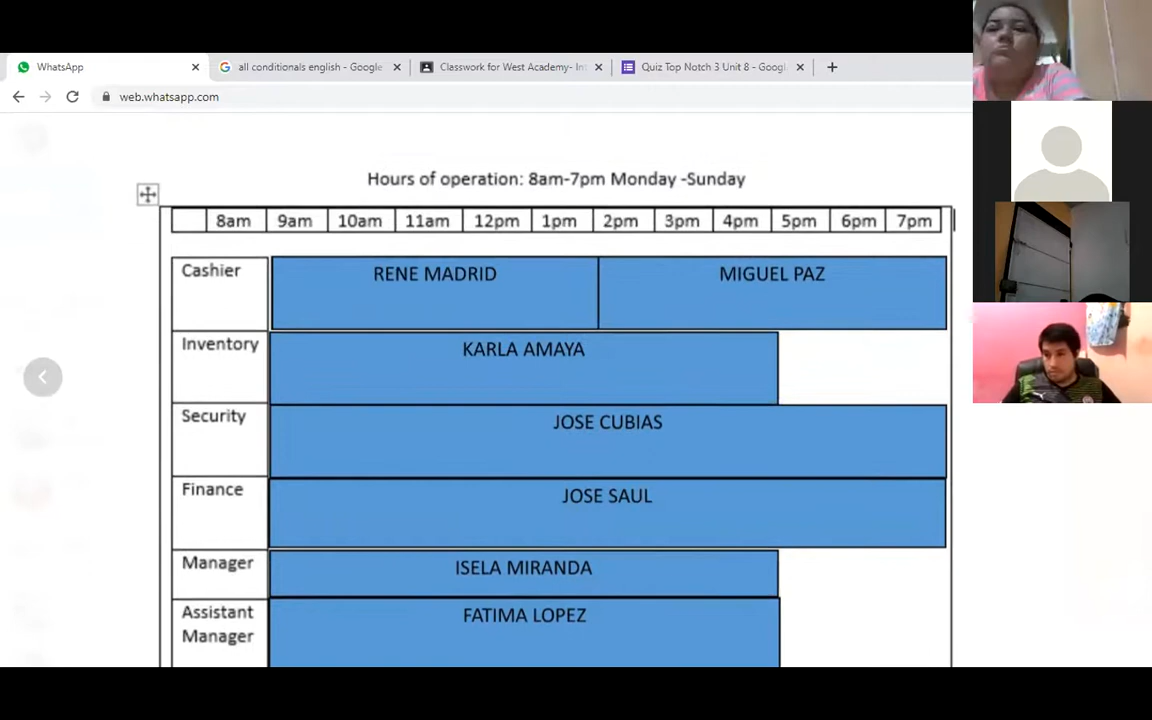 WhatsApp
all conditionals english - Google
Classwork for West Academy- Int
Quiz Top Notch 3 Unit 8 - Googl
web.whatsapp.com
Hours of operation: 8am-7pm Monday -Sunday
8am 9am 10am 11am 12pm 1pm 2pm 3pm 4pm 5pm 6pm 7pm
Cashier RENE MADRID MIGUEL PAZ
Inventory KARLA AMAYA
Security JOSE CUBIAS
Finance JOSE SAUL
Manager ISELA MIRANDA
Assistant FATIMA LOPEZ
Manager